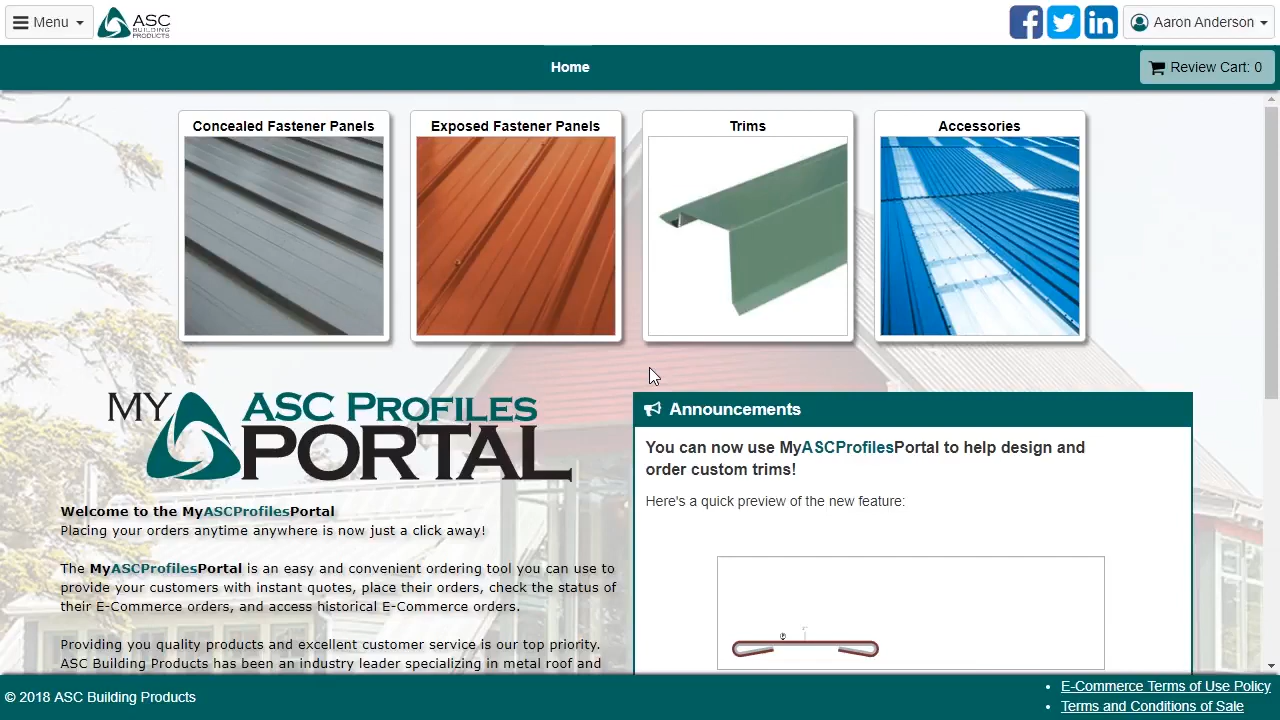 Menu
ASC
BUILDING
PRODUCTS
Aaron Anderson
Home
Review Cart: 0
Concealed Fastener Panels
Exposed Fastener Panels
Trims
Accessories
MY ASC PROFILES
PORTAL
Welcome to the MyASCProfilesPortal
Placing your orders anytime anywhere is now just a click away!
The MyASCProfilesPortal is an easy and convenient ordering tool you can use to
provide your customers with instant quotes, place their orders, check the status of
their E-Commerce orders, and access historical E-Commerce orders.
Providing you quality products and excellent customer service is our top priority.
ASC Building Products has been an industry leader specializing in metal roof and
Announcements
You can now use MyASCProfilesPortal to help design and
order custom trims!
Here's a quick preview of the new feature:
© 2018 ASC Building Products
E-Commerce Terms of Use Policy
Terms and Conditions of Sale